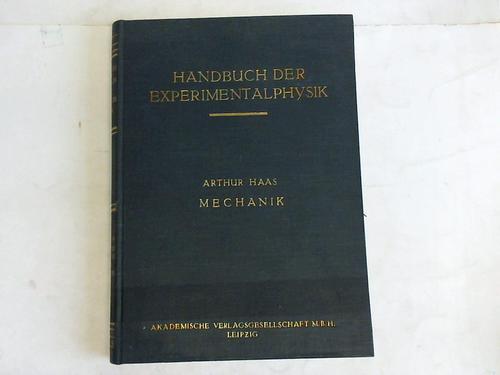 HANDBUCH DER
EXPERIMENTALPHYSIK
ARTHUR HAAS
MECHANIK
AKADEMISCHE VERLAGSGESELLSCHAFT M.B.H.
LEIPZIG